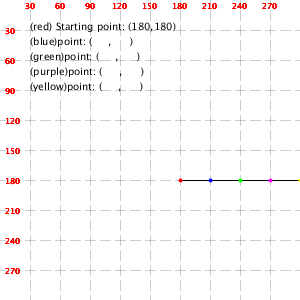 30 60 90 120 150 180 210 240 270
30
(red) Starting point: (180,180)
(blue)point: ( , )
60
(green)point: ( , )
(purple)point: ( , )
(yellow)point: ( , )
90
120
150
180
210
240
270